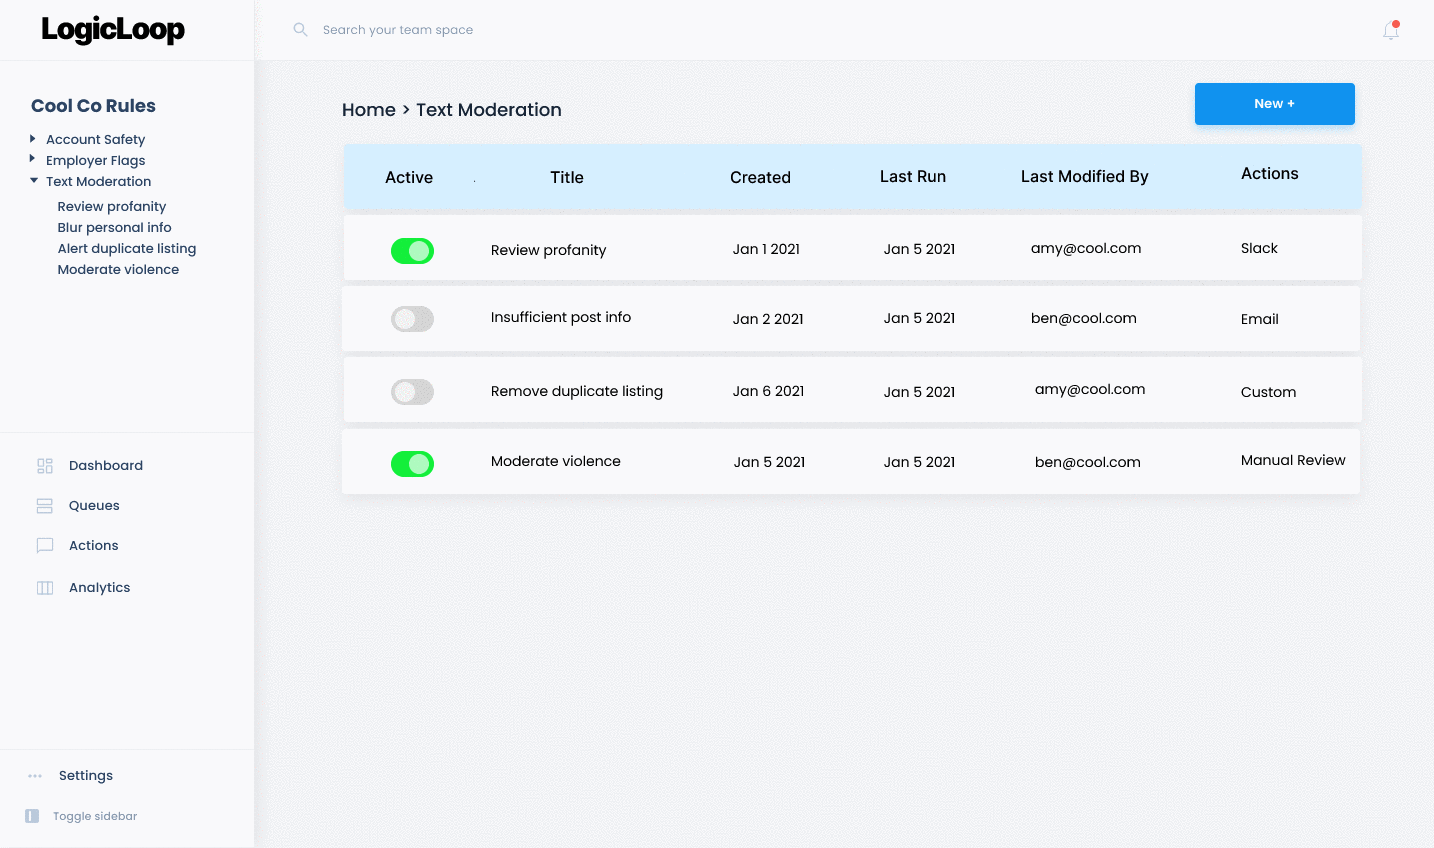 LogicLoop
Search your team space
Cool Co Rules
Account Safety
Employer Flags
Text Moderation
Review profanity
Blur personal info
Alert duplicate listing
Moderate violence
Dashboard
Queues
Actions
Analytics
Settings
Toggle sidebar
Home > Text Moderation
New +
Active . Title Created Last Run Last Modified By Actions
Review profanity Jan 1 2021 Jan 5 2021 amy@cool.com Slack
Insufficient post info Jan 2 2021 Jan 5 2021 ben@cool.com Email
Remove duplicate listing Jan 6 2021 Jan 5 2021 amy@cool.com Custom
Moderate violence Jan 5 2021 Jan 5 2021 ben@cool.com Manual Review